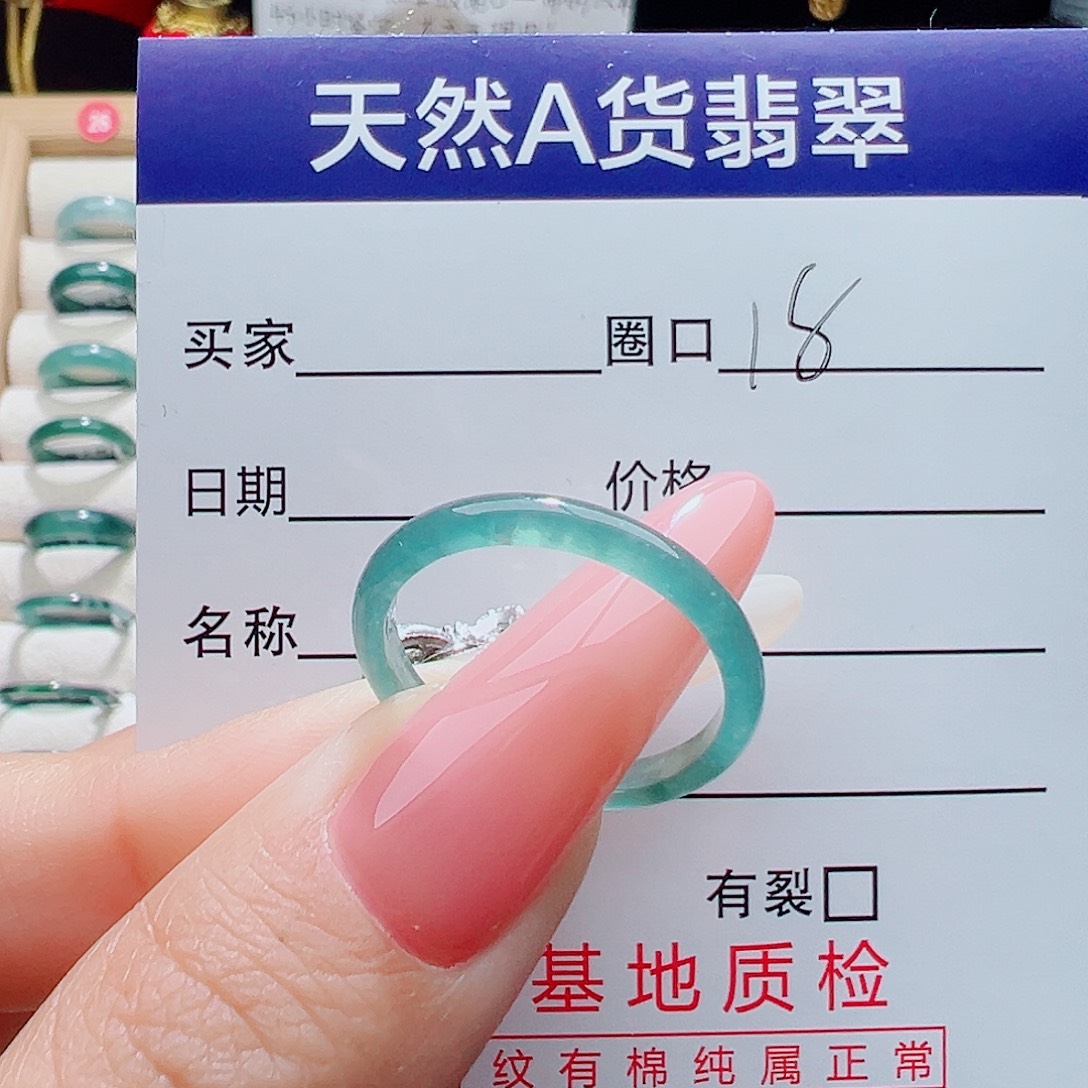 天然A货翡翠
买家 圈口 18
日期 价格
名称
有裂
基地质检
纹有棉纯属正常
26